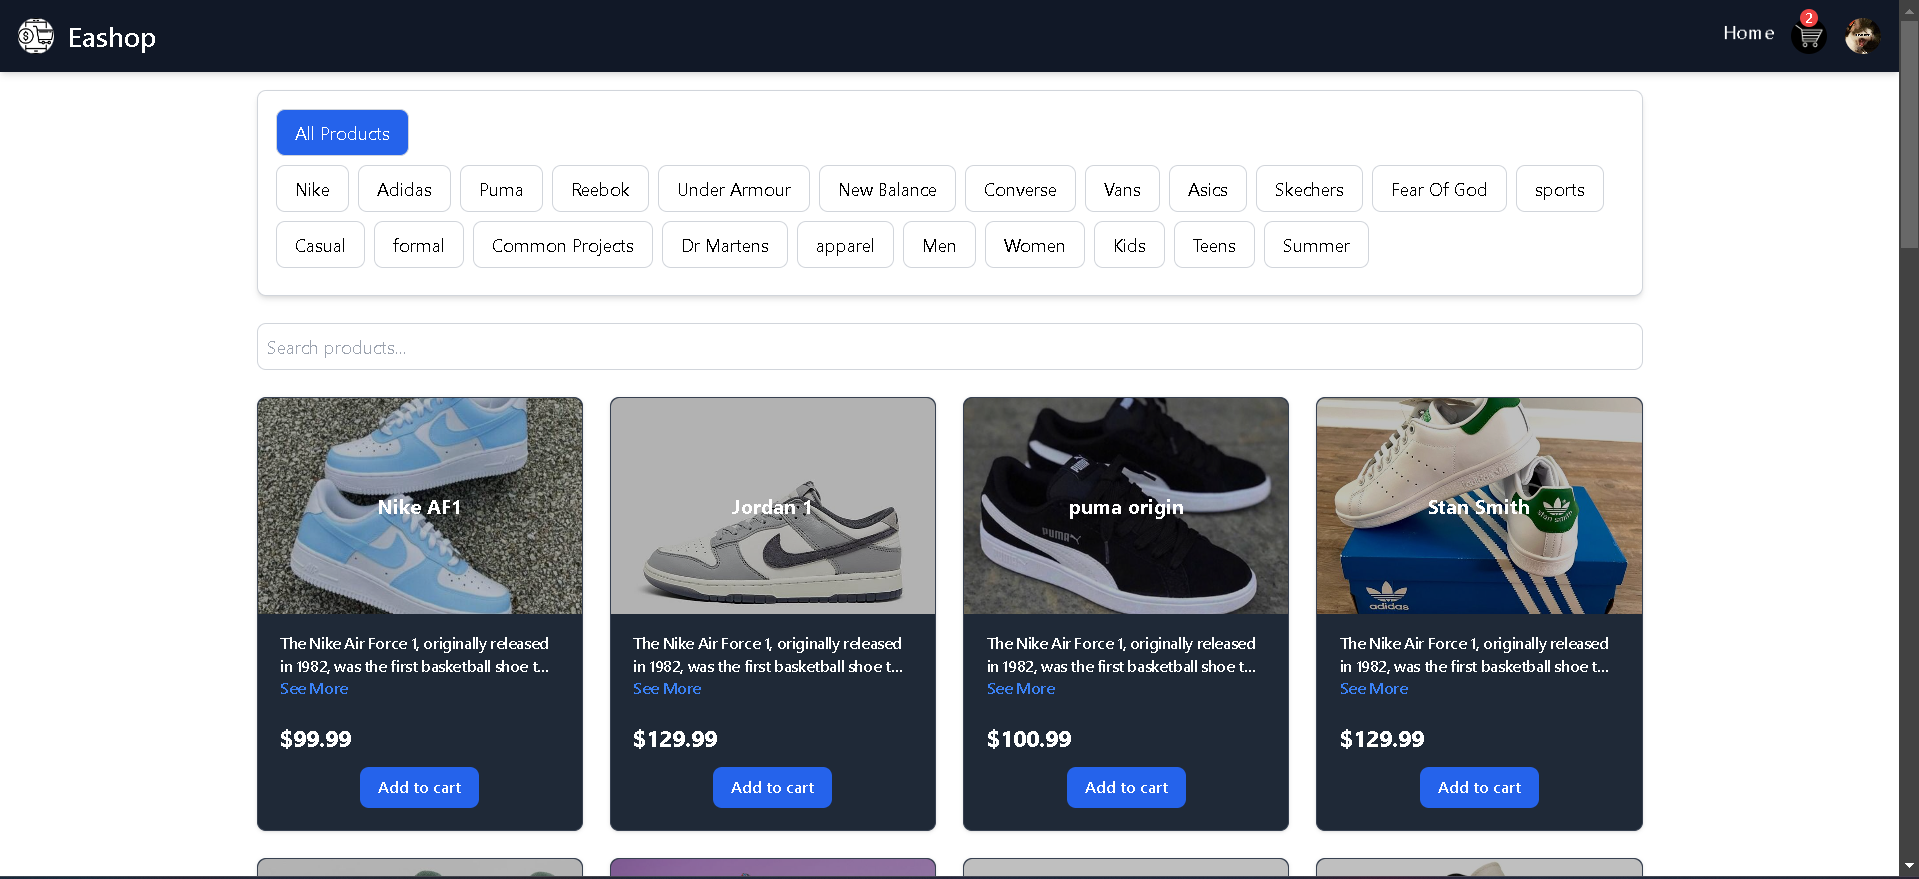 Eashop
Home
2
All Products
Nike Adidas Puma Reebok Under Armour New Balance Converse Vans Asics Skechers Fear Of God sports
Casual formal Common Projects Dr Martens apparel Men Women Kids Teens Summer
Search products...
Nike AF1
Jordan 1
PUMA
puma origin
Stan Smith
stan smith
adidas
The Nike Air Force 1, originally released
in 1982, was the first basketball shoe t...
See More
$99.99
Add to cart
The Nike Air Force 1, originally released
in 1982, was the first basketball shoe t...
See More
$129.99
Add to cart
The Nike Air Force 1, originally released
in 1982, was the first basketball shoe t...
See More
$100.99
Add to cart
The Nike Air Force 1, originally released
in 1982, was the first basketball shoe t...
See More
$129.99
Add to cart